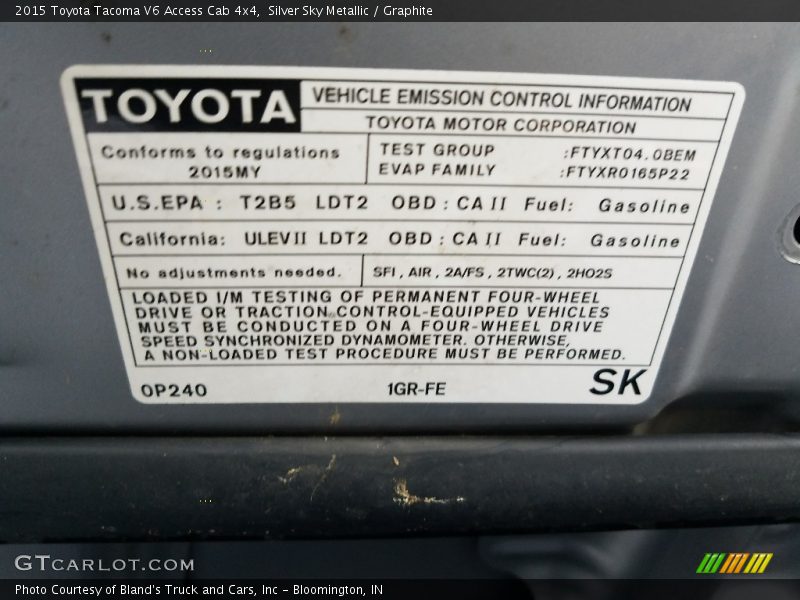 2015 Toyota Tacoma V6 Access Cab 4x4,  Silver Sky Metallic / Graphite
TOYOTA
VEHICLE EMISSION CONTROL INFORMATION
TOYOTA MOTOR CORPORATION
Conforms to regulations
2015MY
TEST GROUP :FTYXT04.0BEM
EVAP FAMILY :FTYXR0165P22
U.S.EPA : T2B5 LDT2 OBD : CA II Fuel: Gasoline
California: ULEV II LDT2 OBD : CA II Fuel: Gasoline
No adjustments needed.
SFI , AIR , 2A/FS , 2TWC(2) , 2HO2S
LOADED I/M TESTING OF PERMANENT FOUR-WHEEL
DRIVE OR TRACTION CONTROL-EQUIPPED VEHICLES
MUST BE CONDUCTED ON A FOUR-WHEEL DRIVE
SPEED SYNCHRONIZED DYNAMOMETER. OTHERWISE,
A NON-LOADED TEST PROCEDURE MUST BE PERFORMED.
0P240 1GR-FE SK
GTCARLOT.COM
Photo Courtesy of Bland's Truck and Cars, Inc - Bloomington, IN